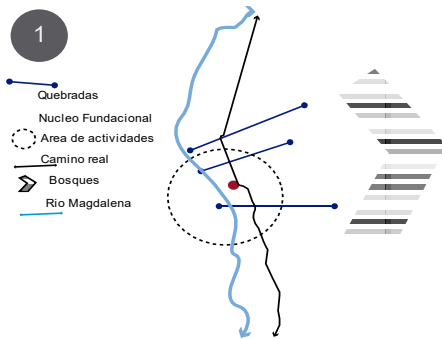 1
Quebradas
Nucleo Fundacional
Area de actividades
Camino real
Bosques
Rio Magdalena